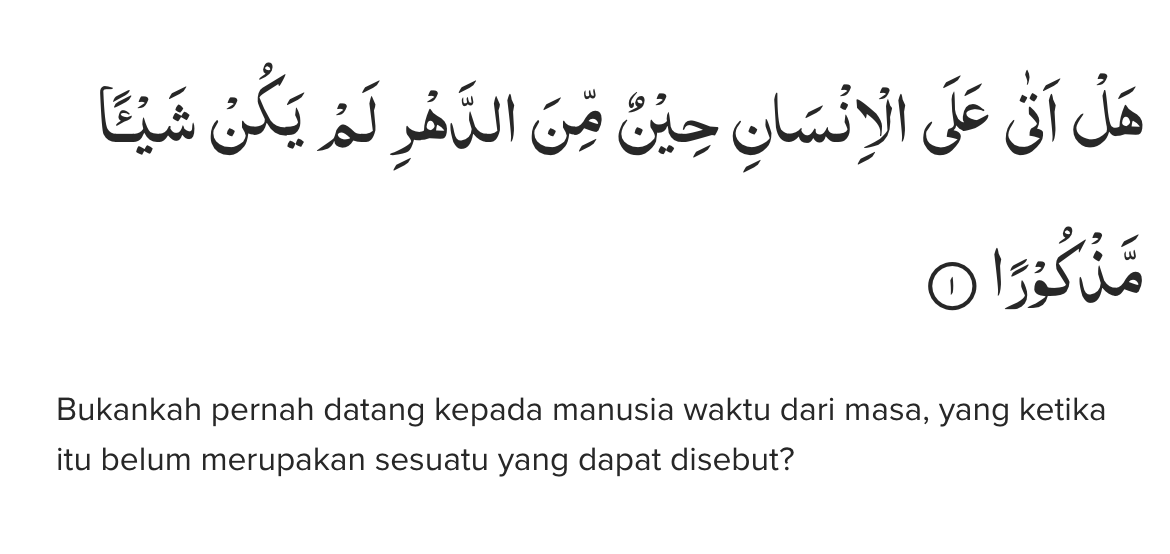 هَلْ اَتٰى عَلَى الْاِنْسَانِ حِيْنٌ مِّنَ الدَّهْرِ لَمْ يَكُنْ شَيْـًٔا
مَّذْكُوْرًا ۝١
Bukankah pernah datang kepada manusia waktu dari masa, yang ketika
itu belum merupakan sesuatu yang dapat disebut?